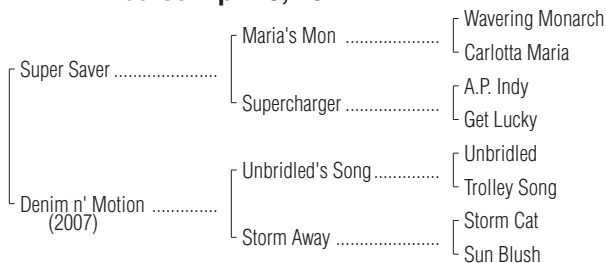 Wavering Monarch
Maria's Mon ....................
Carlotta Maria
Super Saver ......................
A.P. Indy
Supercharger ....................
Get Lucky
Unbridled
Unbridled's Song..............
Trolley Song
Denim n' Motion ..............
(2007)
Storm Cat
Storm Away ......................
Sun Blush